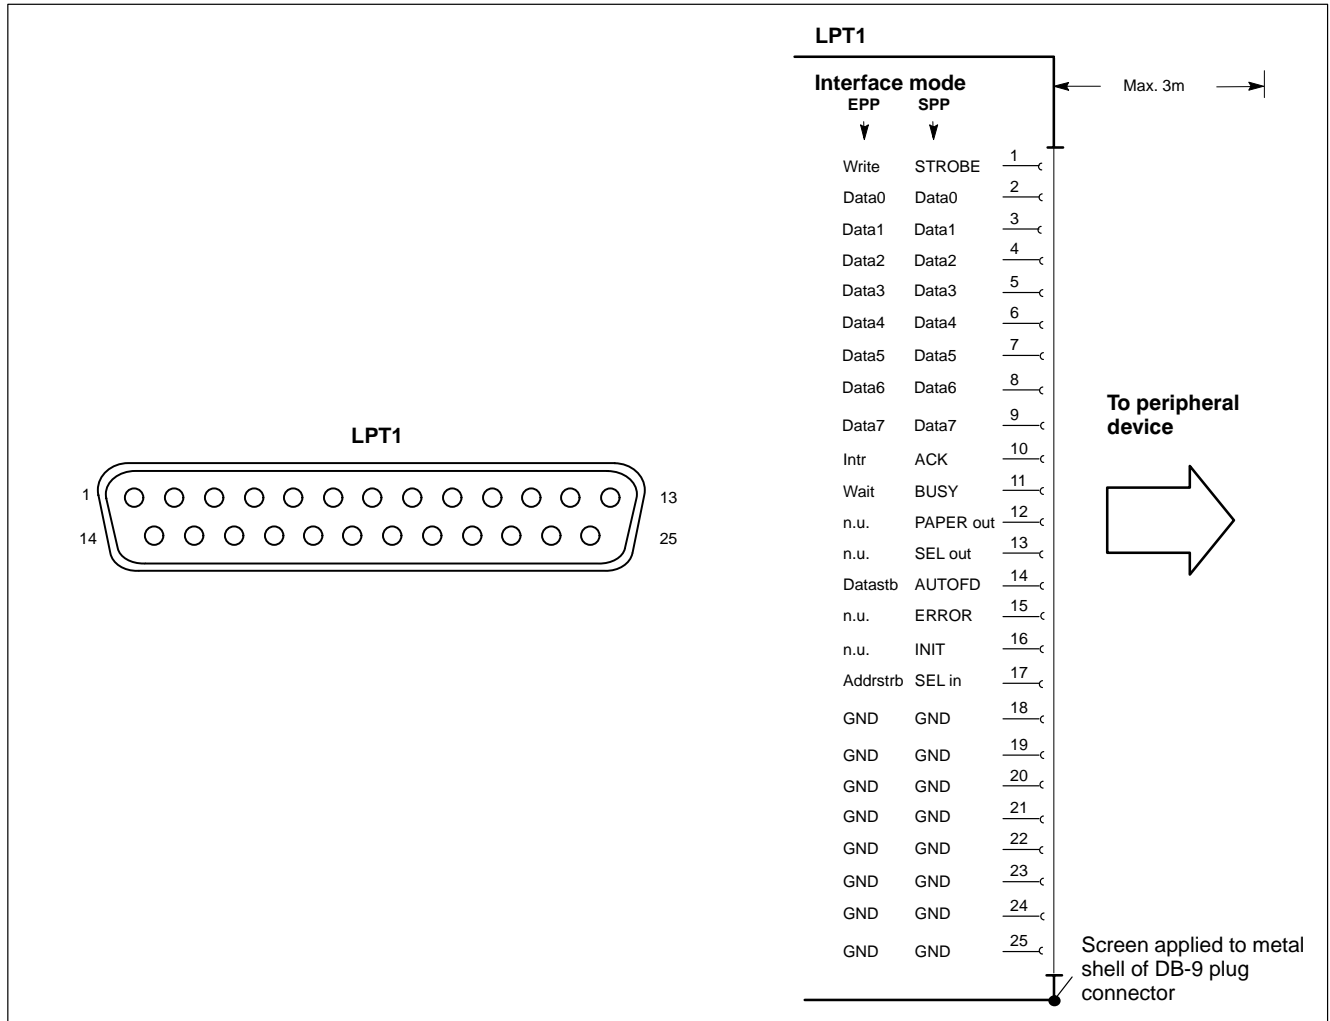 LPT1
1
13
14
25
LPT1
Interface mode
EPP SPP
Max. 3m
Write STROBE 1
Data0 Data0 2
Data1 Data1 3
Data2 Data2 4
Data3 Data3 5
Data4 Data4 6
Data5 Data5 7
Data6 Data6 8
Data7 Data7 9
Intr ACK 10
Wait BUSY 11
n.u. PAPER out 12
n.u. SEL out 13
Datastb AUTOFD 14
n.u. ERROR 15
n.u. INIT 16
Addrstrb SEL in 17
GND GND 18
GND GND 19
GND GND 20
GND GND 21
GND GND 22
GND GND 23
GND GND 24
GND GND 25
To peripheral
device
Screen applied to metal
shell of DB-9 plug
connector